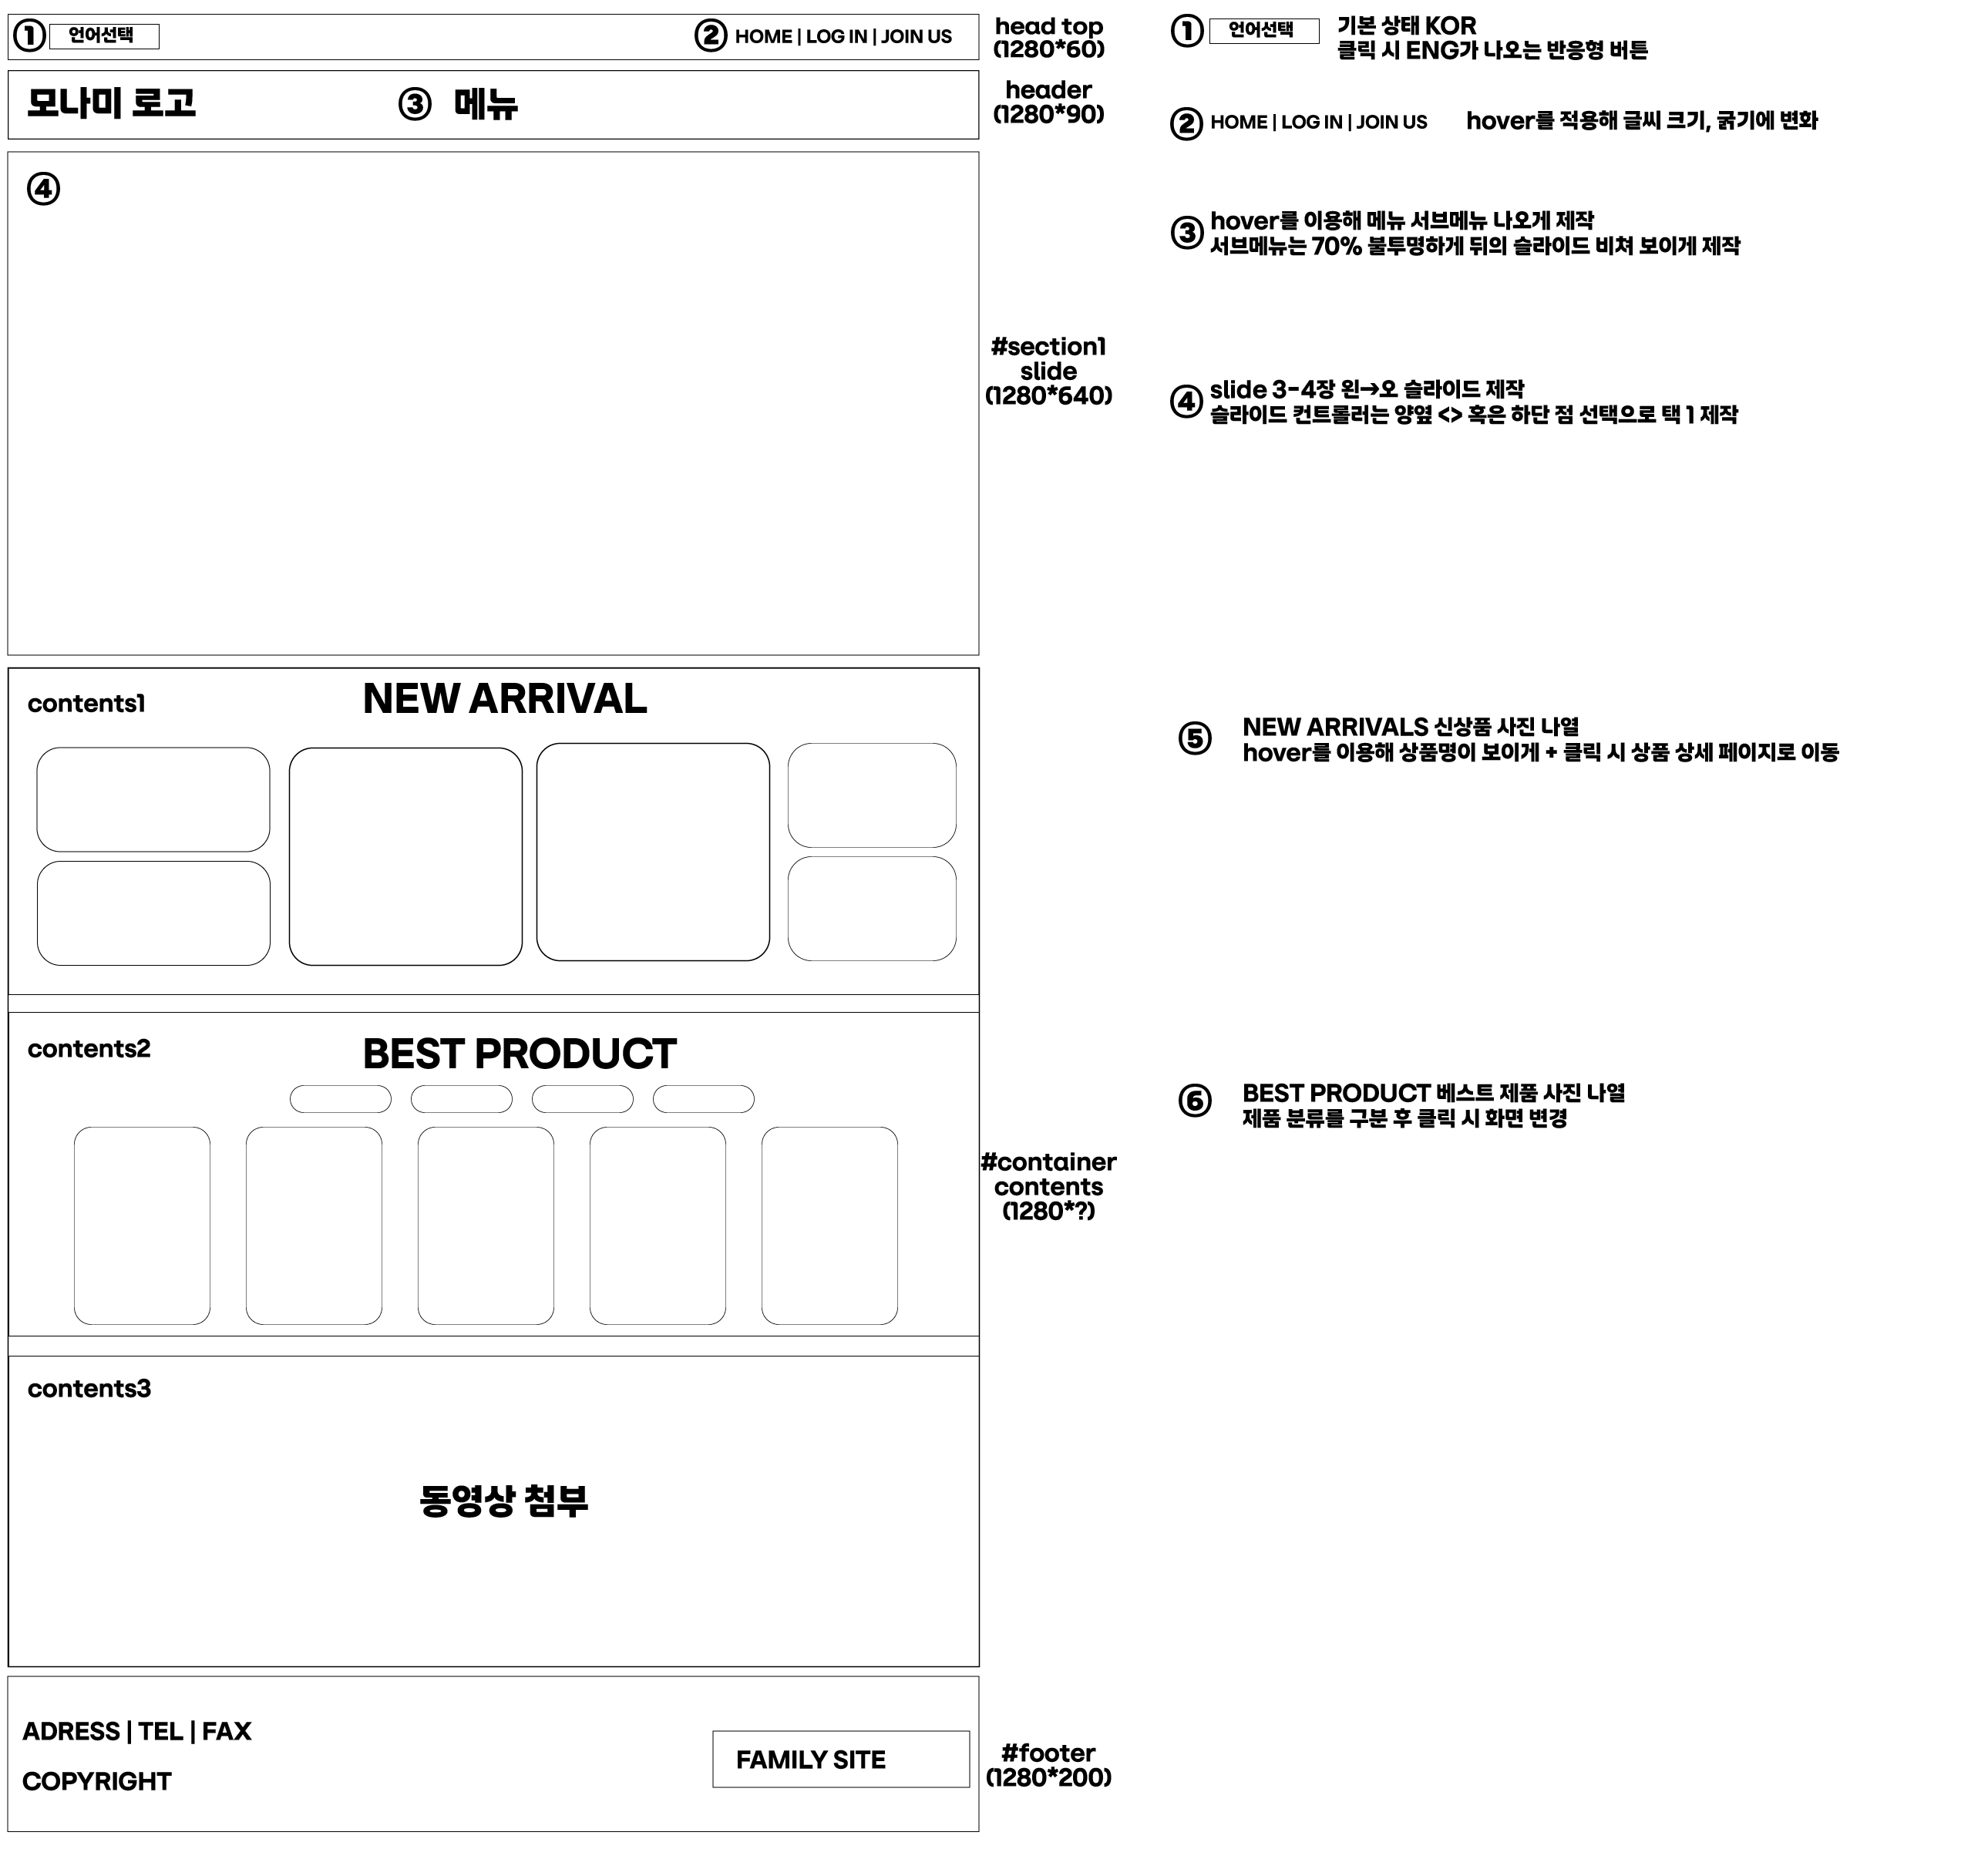 ① 언어선택
② HOME | LOG IN | JOIN US
head top
(1280*60)
모나미 로고
③ 메뉴
header
(1280*90)
④
#section1
slide
(1280*640)
contents1
NEW ARRIVAL
contents2
BEST PRODUCT
#container
contents
(1280*?)
contents3
동영상 첨부
ADRESS | TEL | FAX
COPYRIGHT
FAMILY SITE
#footer
(1280*200)
① 언어선택
기본 상태 KOR
클릭 시 ENG가 나오는 반응형 버튼
② HOME | LOG IN | JOIN US
hover를 적용해 글씨 크기, 굵기에 변화
③ hover를 이용해 메뉴 서브메뉴 나오게 제작
서브메뉴는 70% 불투명하게 뒤의 슬라이드 비쳐 보이게 제작
④ slide 3-4장 왼→오 슬라이드 제작
슬라이드 컨트롤러는 양옆 <> 혹은 하단 점 선택으로 택 1 제작
⑤ NEW ARRIVALS 신상품 사진 나열
hover를 이용해 상품명이 보이게 + 클릭 시 상품 상세 페이지로 이동
⑥ BEST PRODUCT 베스트 제품 사진 나열
제품 분류를 구분 후 클릭 시 화면 변경